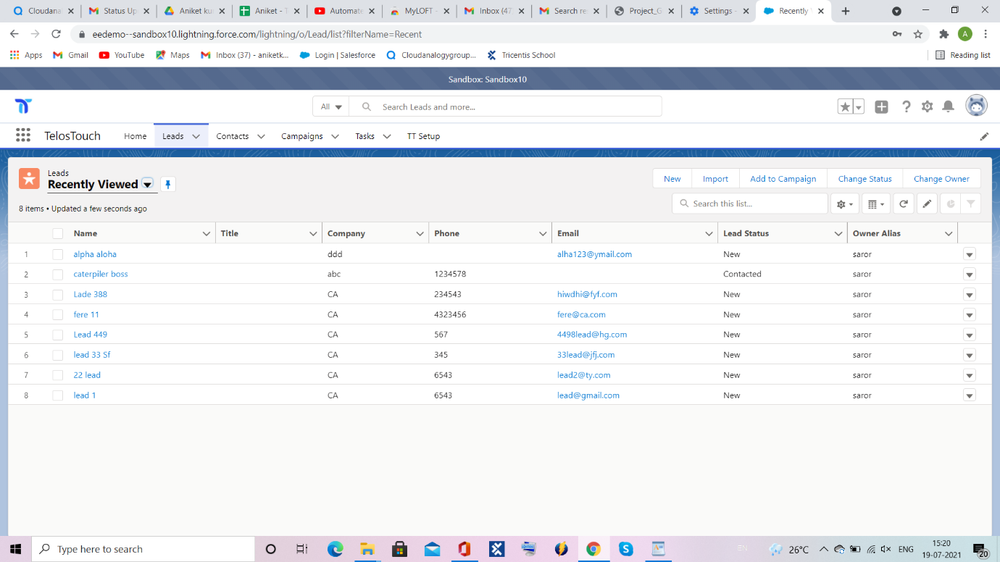 Cloudana
Status Up
Aniket ku
Aniket - T
Automate
MyLOFT -
Inbox (47
Search re
Project_G
Settings -
Recently V
eedemo--sandbox10.lightning.force.com/lightning/o/Lead/list?filterName=Recent
A
Apps Gmail YouTube Maps Inbox (37) - aniketk... Login | Salesforce Cloudanalogygroup... Tricentis School Reading list
Sandbox: Sandbox10
All Search Leads and more...
TelosTouch Home Leads Contacts Campaigns Tasks TT Setup
Leads
Recently Viewed
New Import Add to Campaign Change Status Change Owner
8 items • Updated a few seconds ago
Search this list...
Name Title Company Phone Email Lead Status Owner Alias
1 alpha aloha ddd alha123@ymail.com New saror
2 caterpiler boss abc 1234578 Contacted saror
3 Lade 388 CA 234543 hiwdhi@fyf.com New saror
4 fere 11 CA 4323456 fere@ca.com New saror
5 Lead 449 CA 567 4498lead@hg.com New saror
6 lead 33 Sf CA 345 33lead@jfj.com New saror
7 22 lead CA 6543 lead2@ty.com New saror
8 lead 1 CA 6543 lead@gmail.com New saror
Type here to search
EN
26°C
ENG
15:20
19-07-2021
20